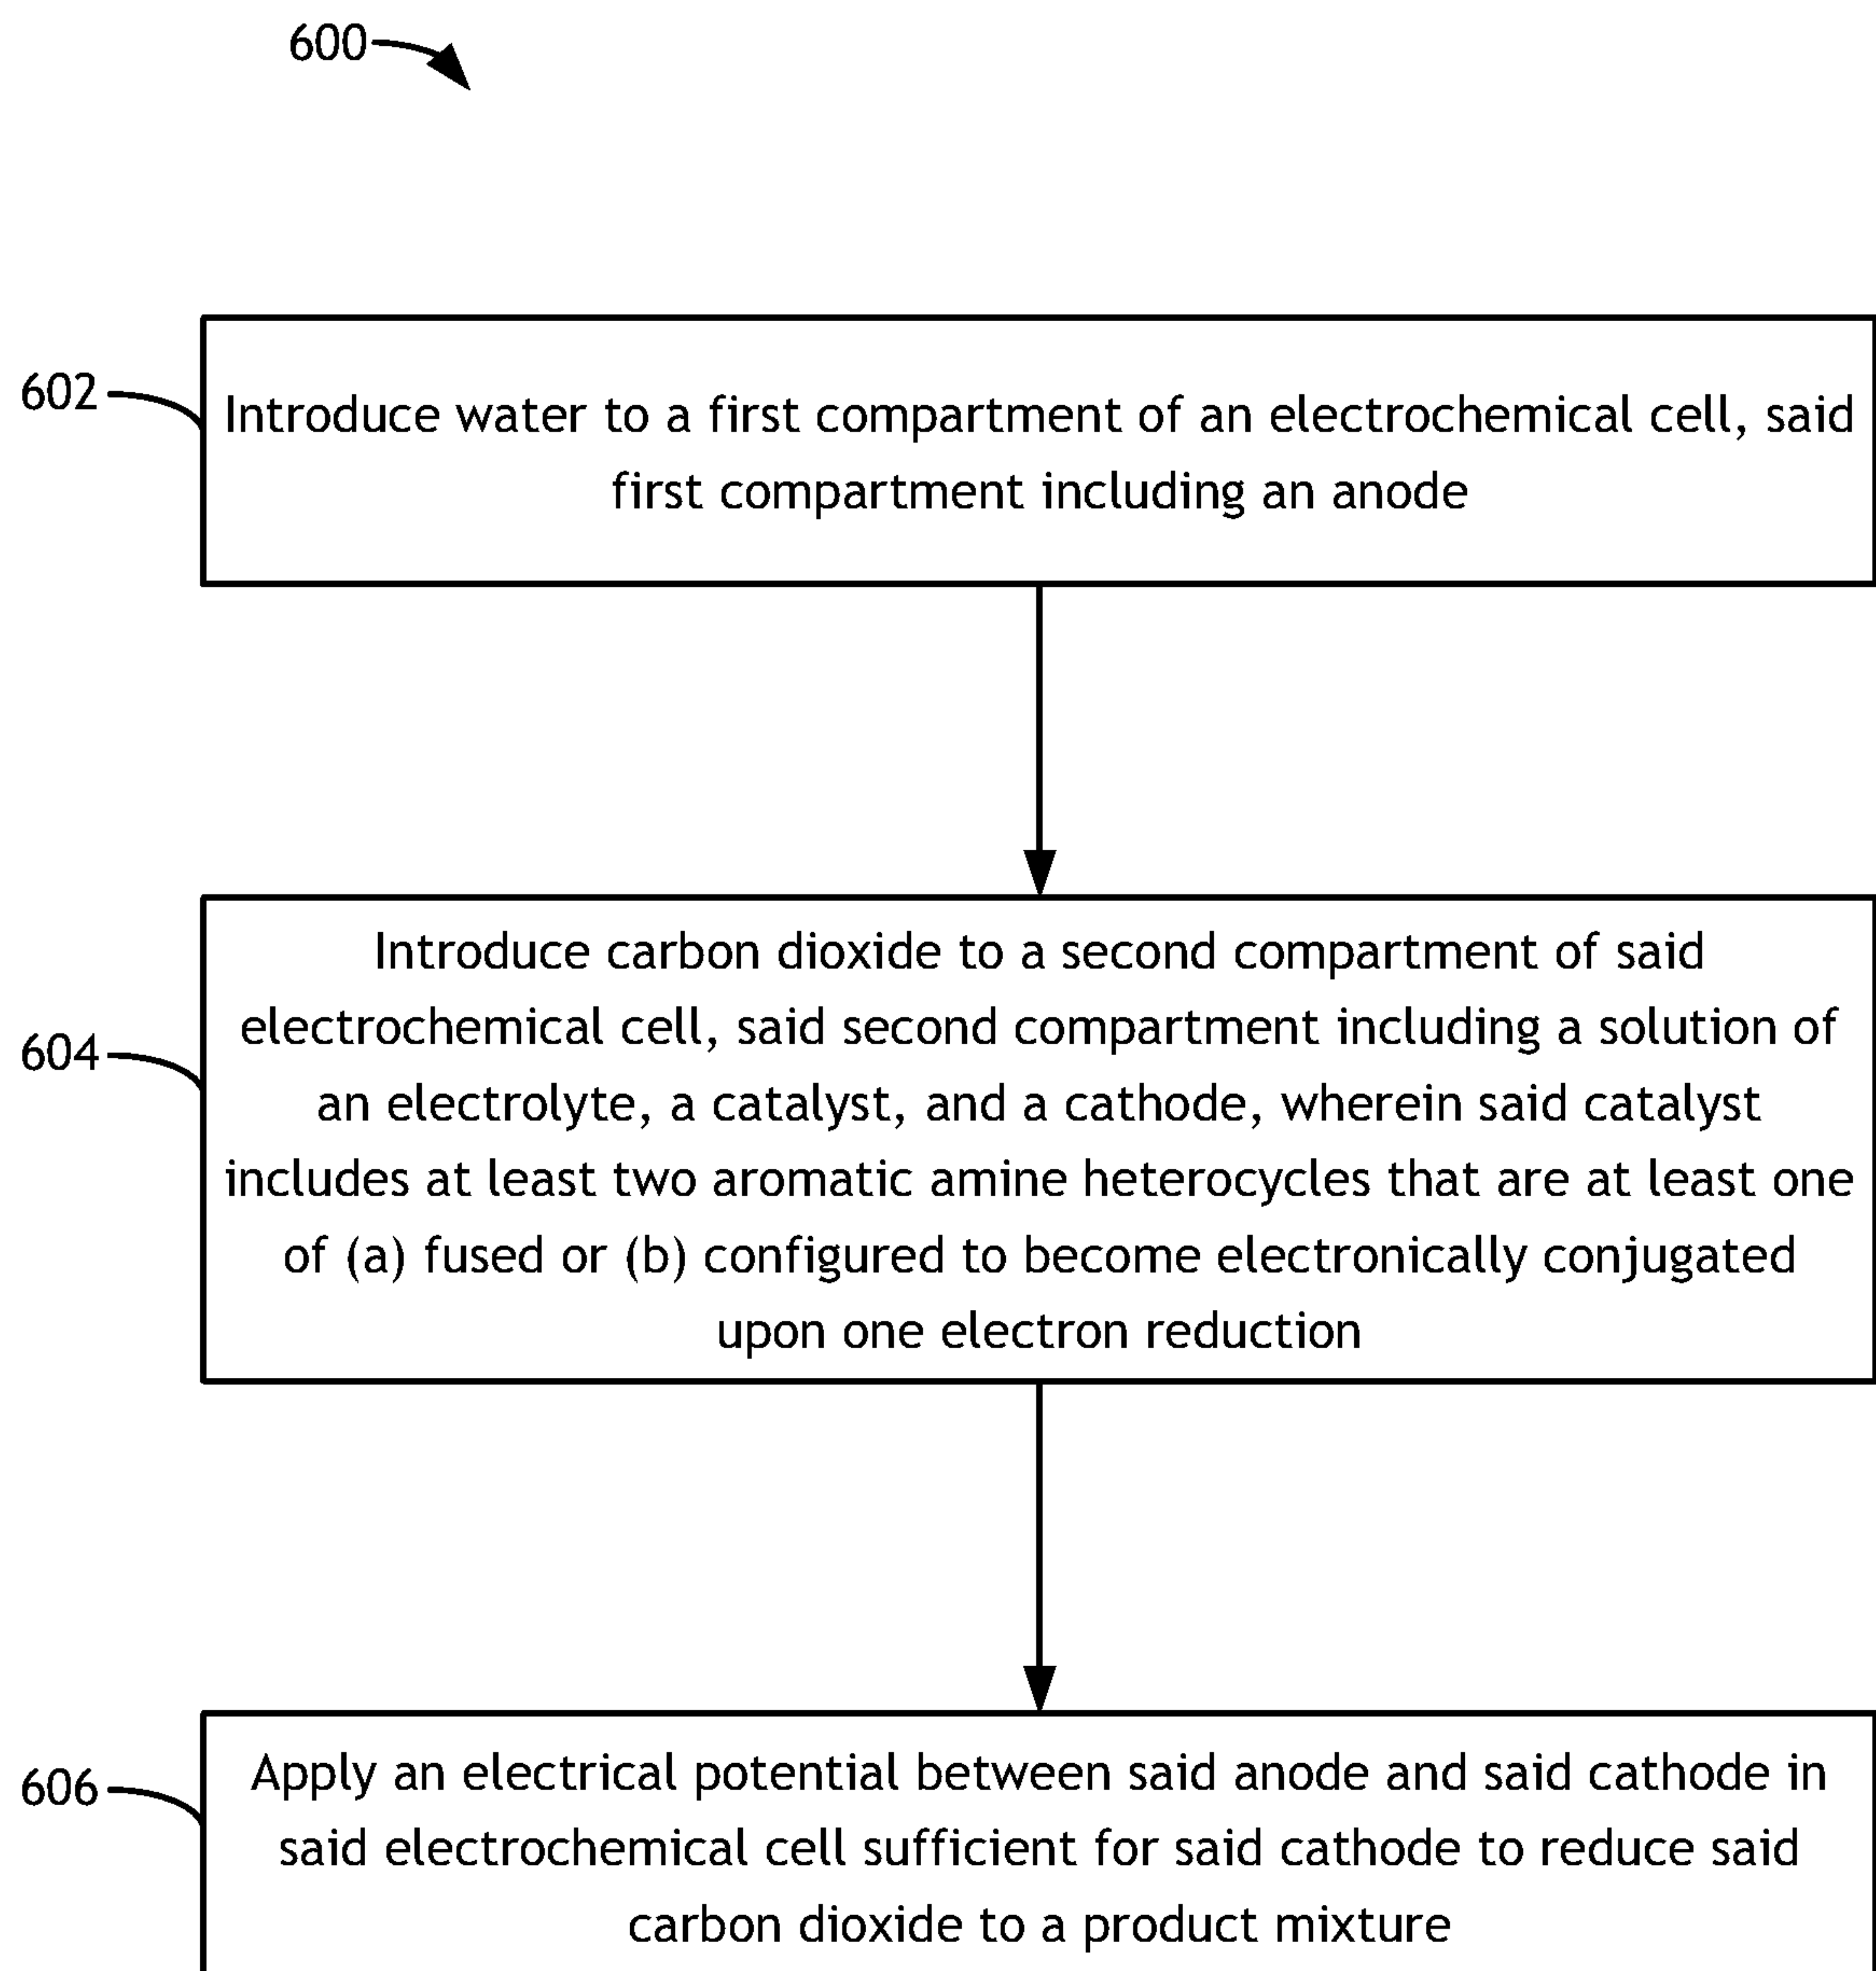 600
602
Introduce water to a first compartment of an electrochemical cell, said
first compartment including an anode
604
Introduce carbon dioxide to a second compartment of said
electrochemical cell, said second compartment including a solution of
an electrolyte, a catalyst, and a cathode, wherein said catalyst
includes at least two aromatic amine heterocycles that are at least one
of (a) fused or (b) configured to become electronically conjugated
upon one electron reduction
606
Apply an electrical potential between said anode and said cathode in
said electrochemical cell sufficient for said cathode to reduce said
carbon dioxide to a product mixture